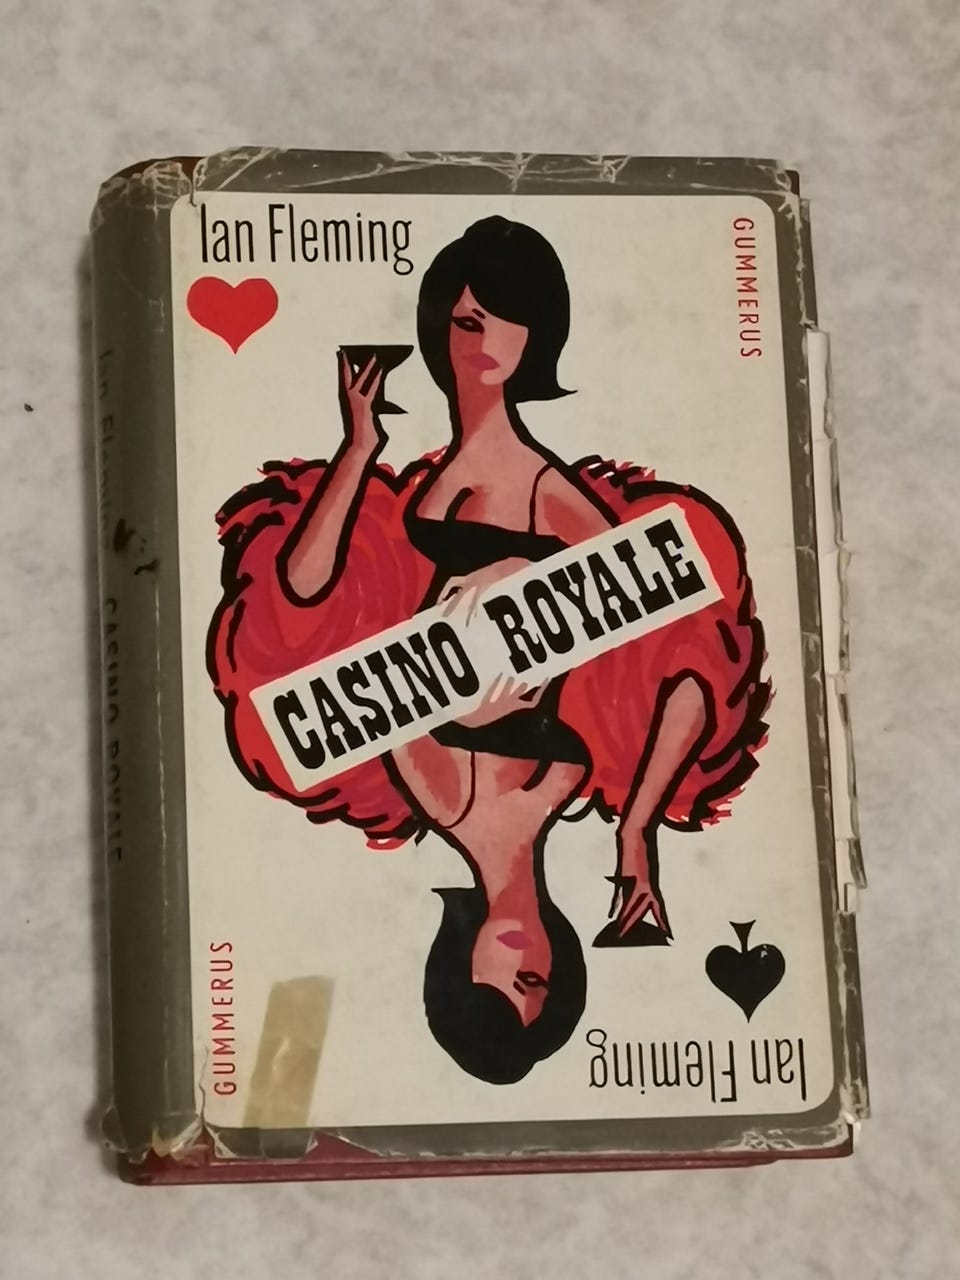 Ian Fleming
GUMMERUS
CASINO ROYALE
GUMMERUS
Ian Fleming
Ian Fleming CASINO ROYALE